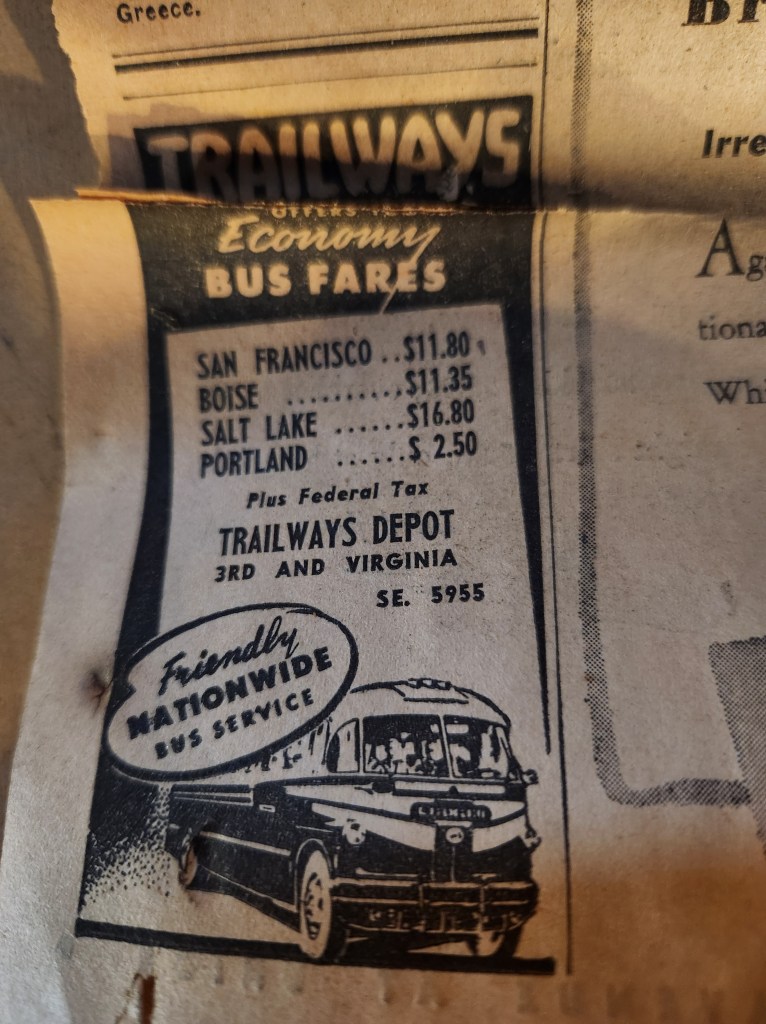 Greece.
TRAILWAYS
OFFERS
Economy
BUS FARES
SAN FRANCISCO ..$11.80
BOISE ..........$11.35
SALT LAKE ......$16.80
PORTLAND ......$ 2.50
Plus Federal Tax
TRAILWAYS DEPOT
3RD AND VIRGINIA
SE. 5955
Friendly
NATIONWIDE
BUS SERVICE
Irre
Ag
tiona
Whi